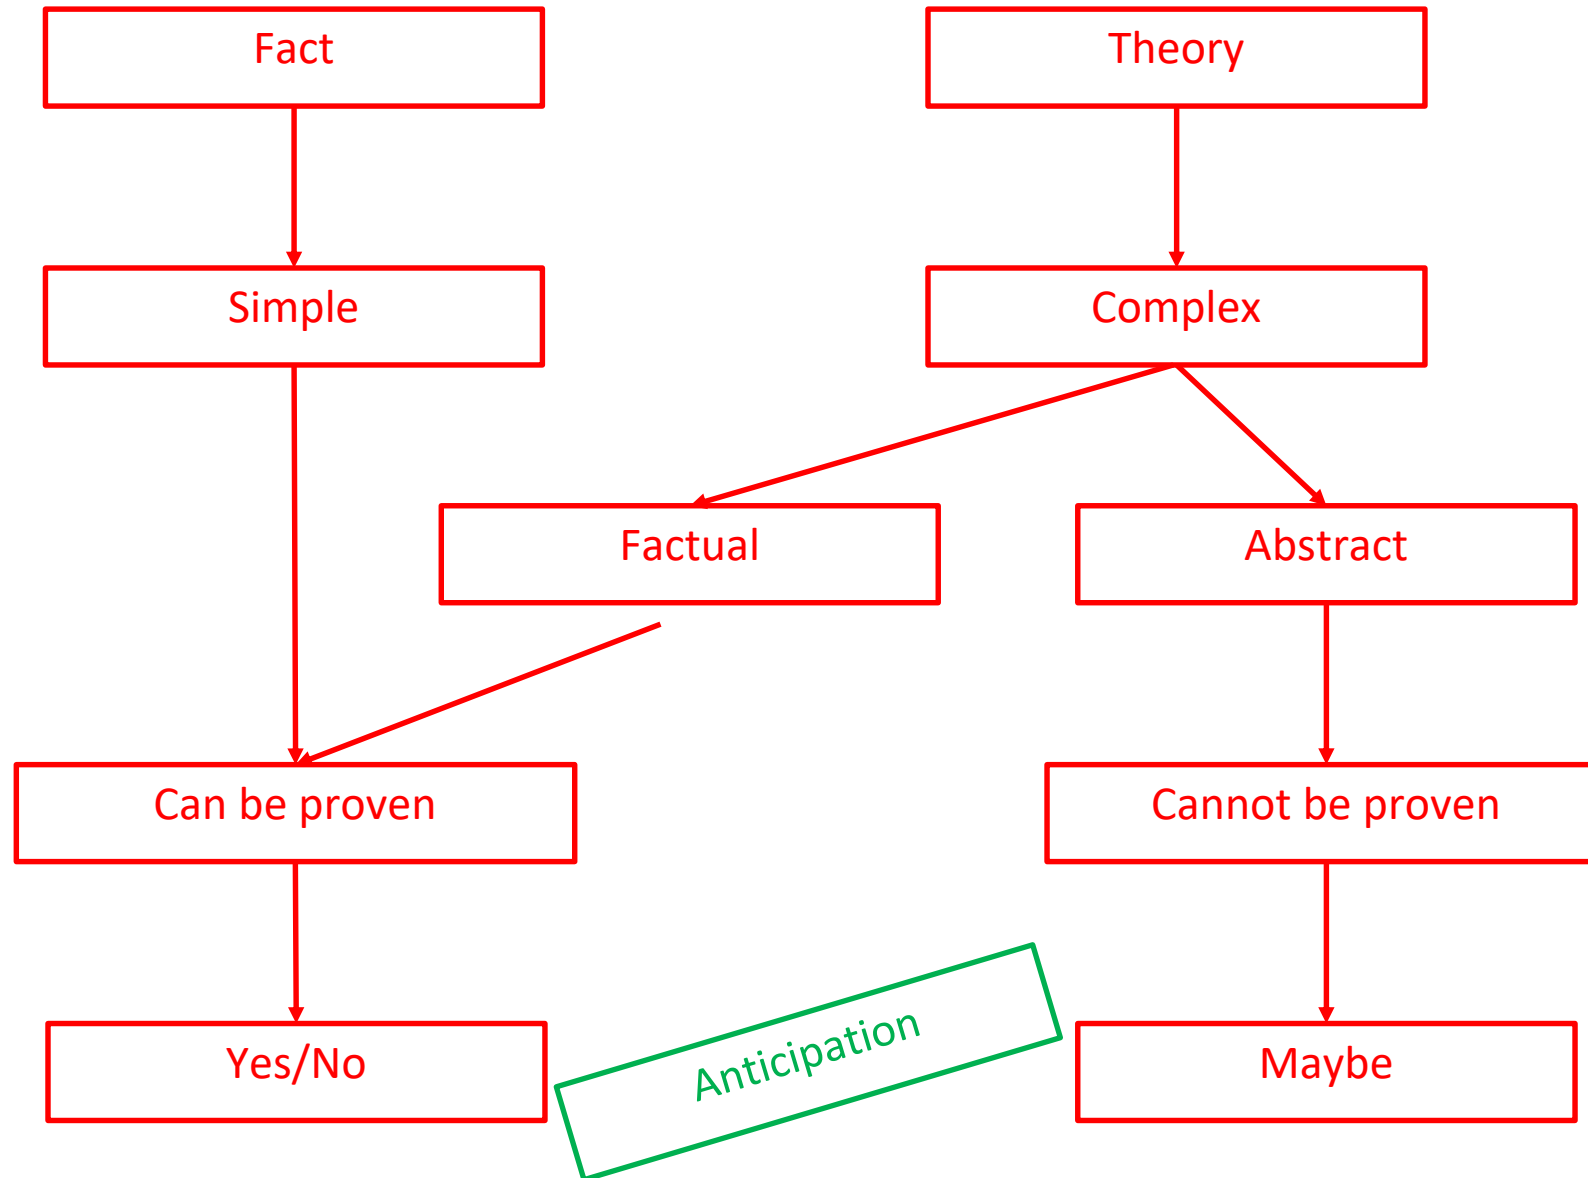 Fact
Theory
Simple
Complex
Factual
Abstract
Can be proven
Cannot be proven
Yes/No
Anticipation
Maybe